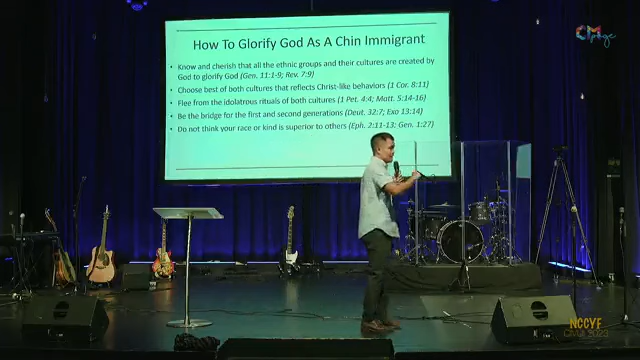 How To Glorify God As A Chin Immigrant
• Know and cherish that all the ethnic groups and their cultures are created by
God to glorify God (Gen. 11:1-9; Rev. 7:9)
• Choose best of both cultures that reflects Christ-like behaviors (1 Cor. 8:11)
• Flee from the idolatrous rituals of both cultures (1 Pet. 4:4; Matt. 5:14-16)
• Be the bridge for the first and second generations (Deut. 32:7; Exo 13:14)
• Do not think your race or kind is superior to others (Eph. 2:11-13; Gen. 1:27)
CM
page
NCCYF
2023